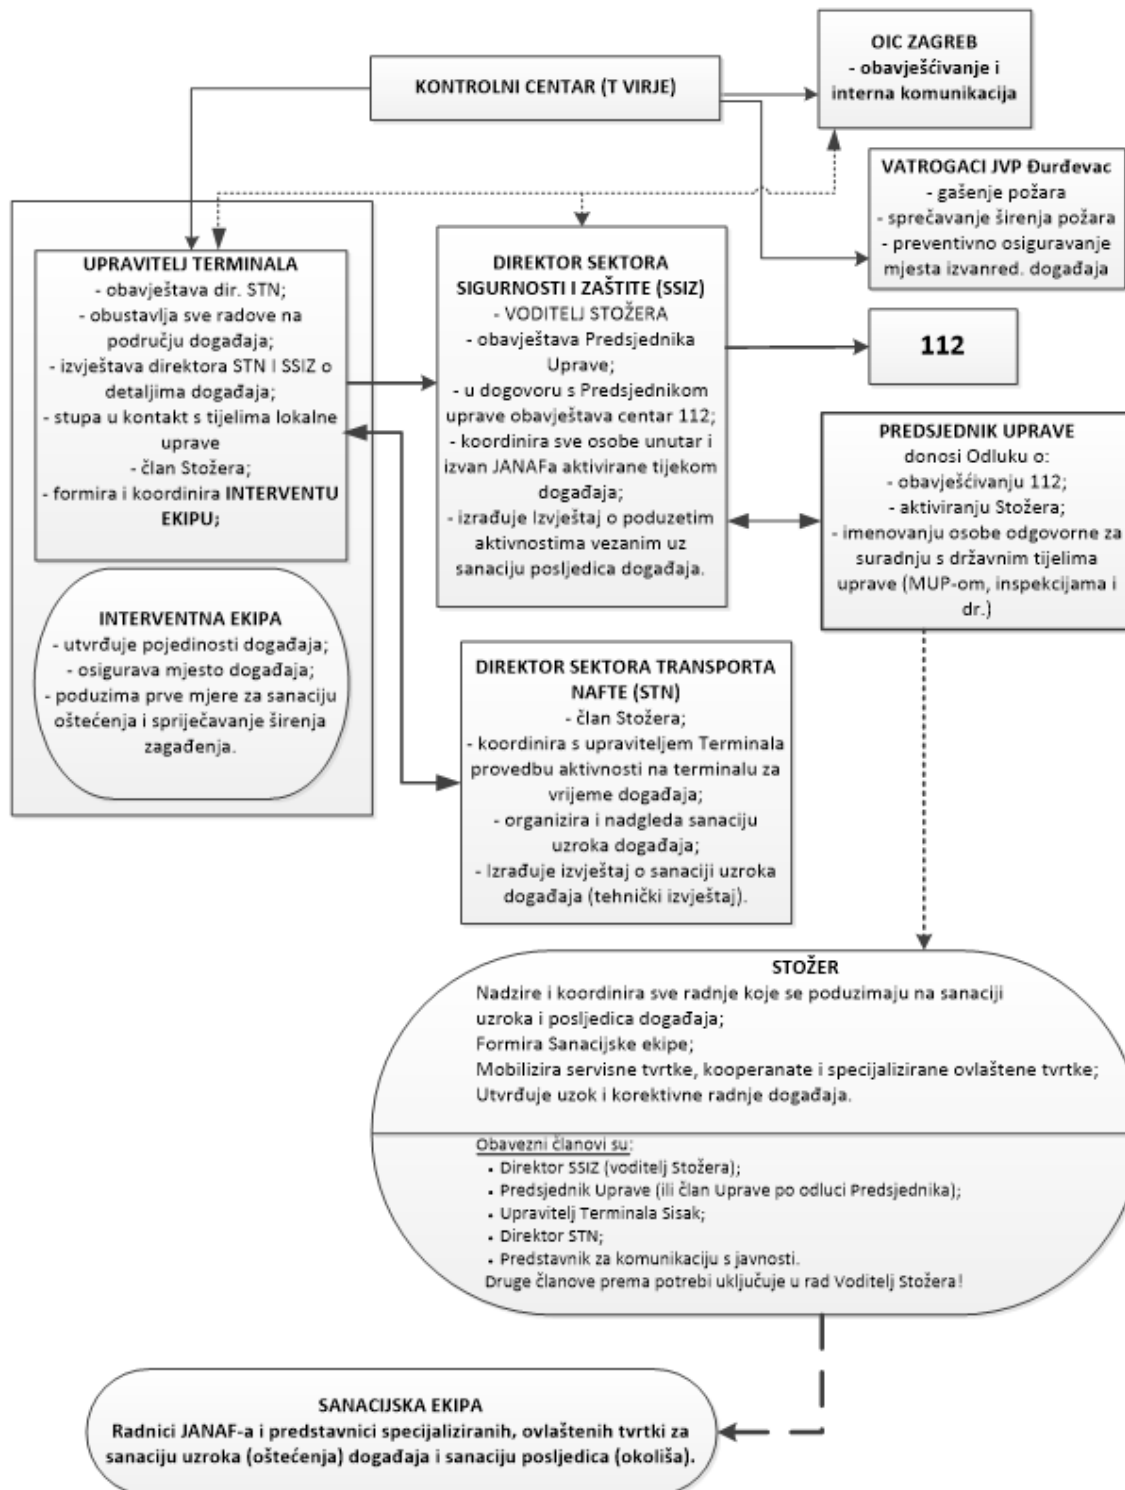 OIC ZAGREB
- obavješćivanje i
interna komunikacija
KONTROLNI CENTAR (T VIRJE)
VATROGACI JVP Đurđevac
- gašenje požara
- sprečavanje širenja požara
- preventivno osiguravanje
mjesta izvanred. događaja
UPRAVITELJ TERMINALA
- obavještava dir. STN;
- obustavlja sve radove na
području događaja;
- izvještava direktora STN I SSIZ o
detaljima događaja;
- stupa u kontakt s tijelima lokalne
uprave
- član Stožera;
- formira i koordinira INTERVENTU
EKIPU;
DIREKTOR SEKTORA
SIGURNOSTI I ZAŠTITE (SSIZ)
- VODITELJ STOŽERA
- obavještava Predsjednika
Uprave;
- u dogovoru s Predsjednikom
uprave obavještava centar 112;
- koordinira sve osobe unutar i
izvan JANAFa aktivirane tijekom
događaja;
- izrađuje Izvještaj o poduzetim
aktivnostima vezanim uz
sanaciju posljedica događaja.
112
PREDSJEDNIK UPRAVE
donosi Odluku o:
- obavješćivanju 112;
- aktiviranju Stožera;
- imenovanju osobe odgovorne za
suradnju s državnim tijelima
uprave (MUP-om, inspekcijama i
dr.)
INTERVENTNA EKIPA
- utvrđuje pojedinosti događaja;
- osigurava mjesto događaja;
- poduzima prve mjere za sanaciju
oštećenja i spriječavanje širenja
zagađenja.
DIREKTOR SEKTORA TRANSPORTA
NAFTE (STN)
- član Stožera;
- koordinira s upraviteljem Terminala
provedbu aktivnosti na terminalu za
vrijeme događaja;
- organizira i nadgleda sanaciju
uzroka događaja;
- Izrađuje izvještaj o sanaciji uzroka
događaja (tehnički izvještaj).
STOŽER
Nadzire i koordinira sve radnje koje se poduzimaju na sanaciji
uzroka i posljedica događaja;
Formira Sanacijske ekipe;
Mobilizira servisne tvrtke, kooperanate i specijalizirane ovlaštene tvrtke;
Utvrđuje uzok i korektivne radnje događaja.
Obavezni članovi su:
• Direktor SSIZ (voditelj Stožera);
• Predsjednik Uprave (ili član Uprave po odluci Predsjednika);
• Upravitelj Terminala Sisak;
• Direktor STN;
• Predstavnik za komunikaciju s javnosti.
Druge članove prema potrebi uključuje u rad Voditelj Stožera!
SANACIJSKA EKIPA
Radnici JANAF-a i predstavnici specijaliziranih, ovlaštenih tvrtki za
sanaciju uzroka (oštećenja) događaja i sanaciju posljedica (okoliša).